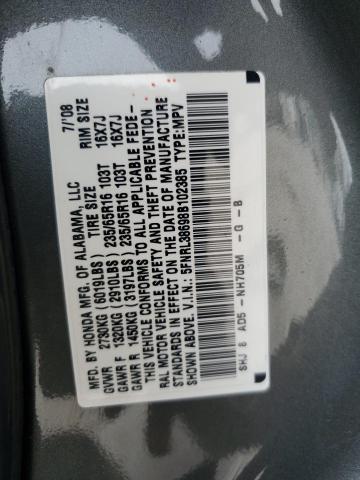 MFD. BY HONDA MFG. OF ALABAMA, LLC 7/'08
TIRE SIZE RIM SIZE
GVWR 2730KG (6019LBS)
GAWR F 1320KG (2910LBS) 235/65R16 103T 16X7J
GAWR R 1450KG (3197LBS) 235/65R16 103T 16X7J
THIS VEHICLE CONFORMS TO ALL APPLICABLE FEDE-
RAL MOTOR VEHICLE SAFETY AND THEFT PREVENTION
STANDARDS IN EFFECT ON THE DATE OF MANUFACTURE
SHOWN ABOVE. V.I.N.: 5FNRL38698B102385 TYPE: MPV
SHJ 8 AD5 -NH705M -G -B